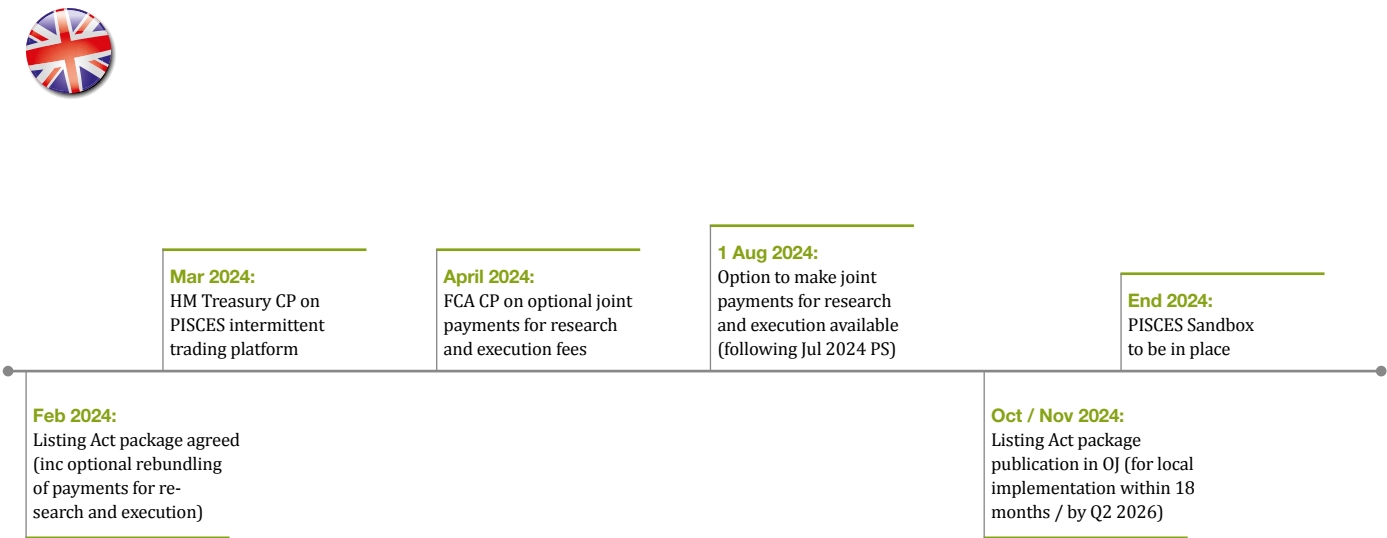 Mar 2024:
HM Treasury CP on
PISCES intermittent
trading platform
April 2024:
FCA CP on optional joint
payments for research
and execution fees
1 Aug 2024:
Option to make joint
payments for research
and execution available
(following Jul 2024 PS)
End 2024:
PISCES Sandbox
to be in place
Feb 2024:
Listing Act package agreed
(inc optional rebundling
of payments for re-
search and execution)
Oct / Nov 2024:
Listing Act package
publication in OJ (for local
implementation within 18
months / by Q2 2026)